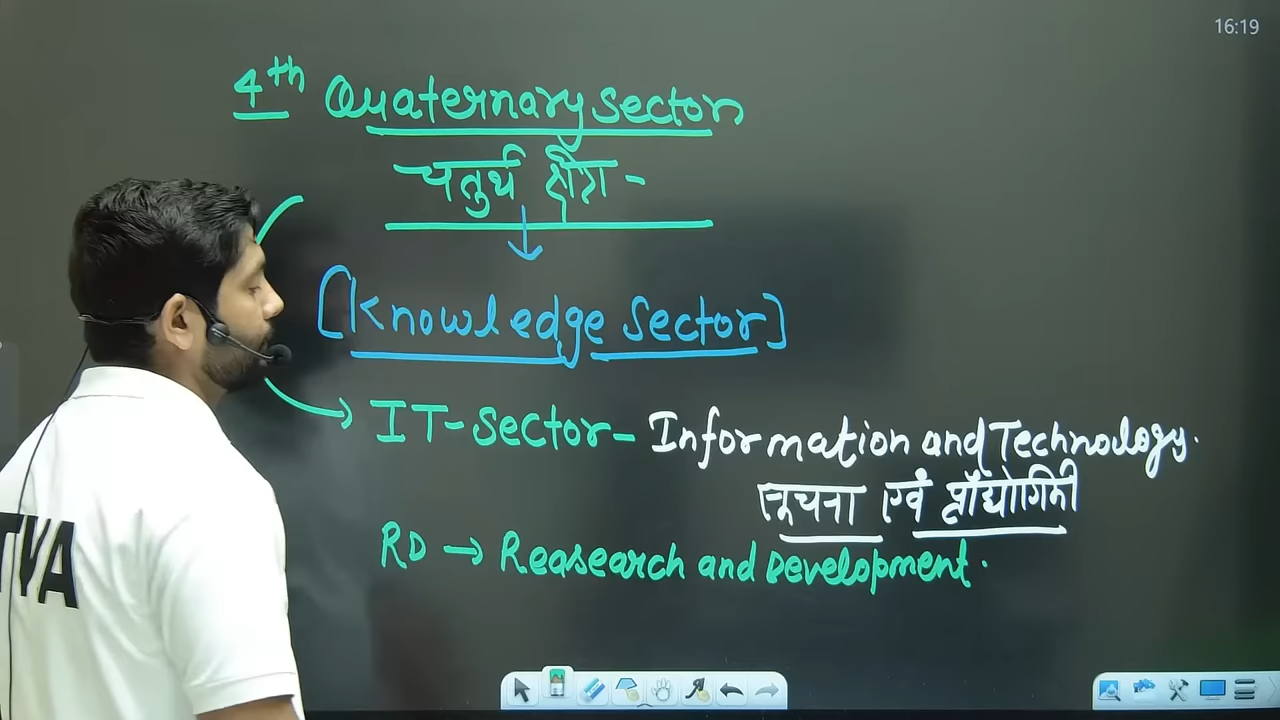 16:19
4th Quaternary Sector
चतुर्थ क्षेत्र -
[Knowledge Sector]
IT-Sector- Information and Technology.
सूचना एवं प्रौद्योगिकी
RD → Reasearch and Development.
TVA